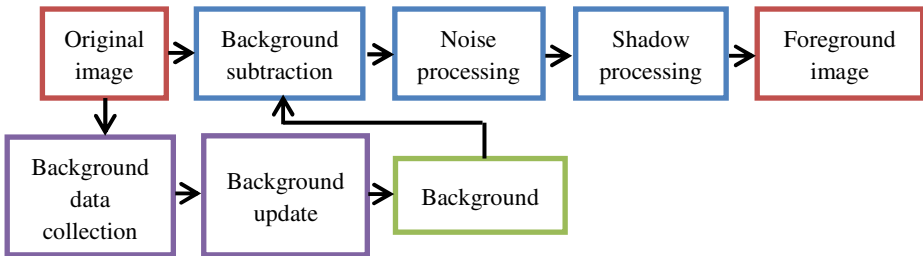 Original
image
Background
subtraction
Noise
processing
Shadow
processing
Foreground
image
Background
data
collection
Background
update
Background